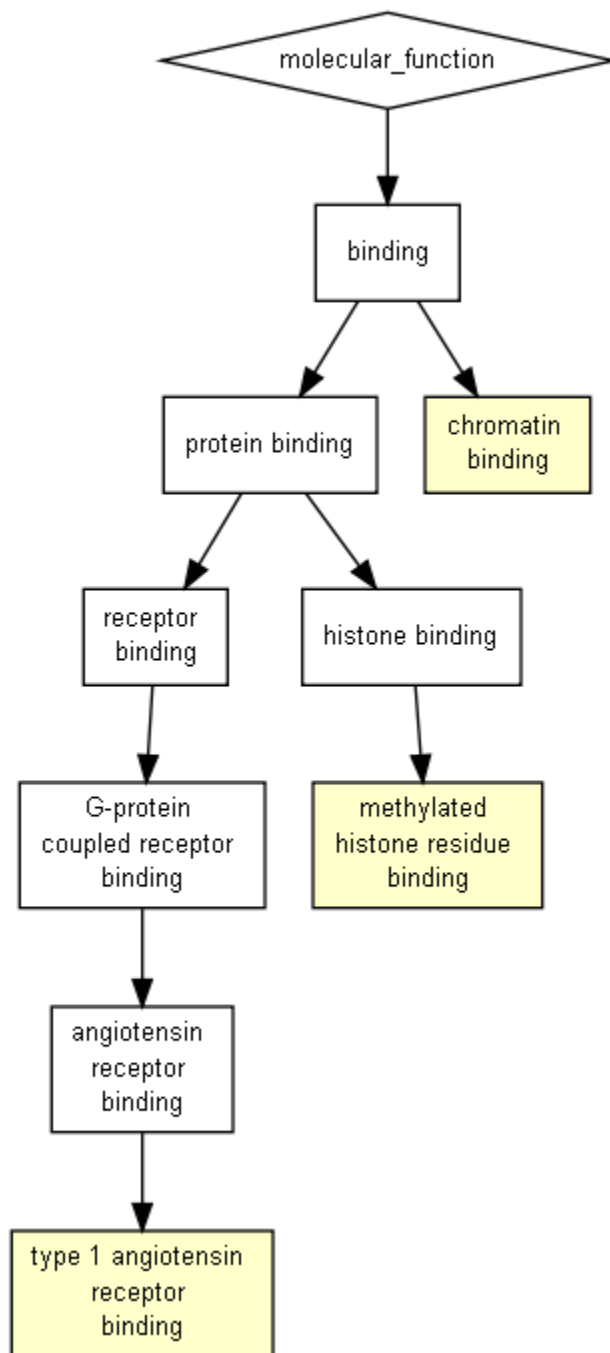 molecular_function
binding
protein binding
chromatin
binding
receptor
binding
histone binding
G-protein
coupled receptor
binding
methylated
histone residue
binding
angiotensin
receptor
binding
type 1 angiotensin
receptor
binding